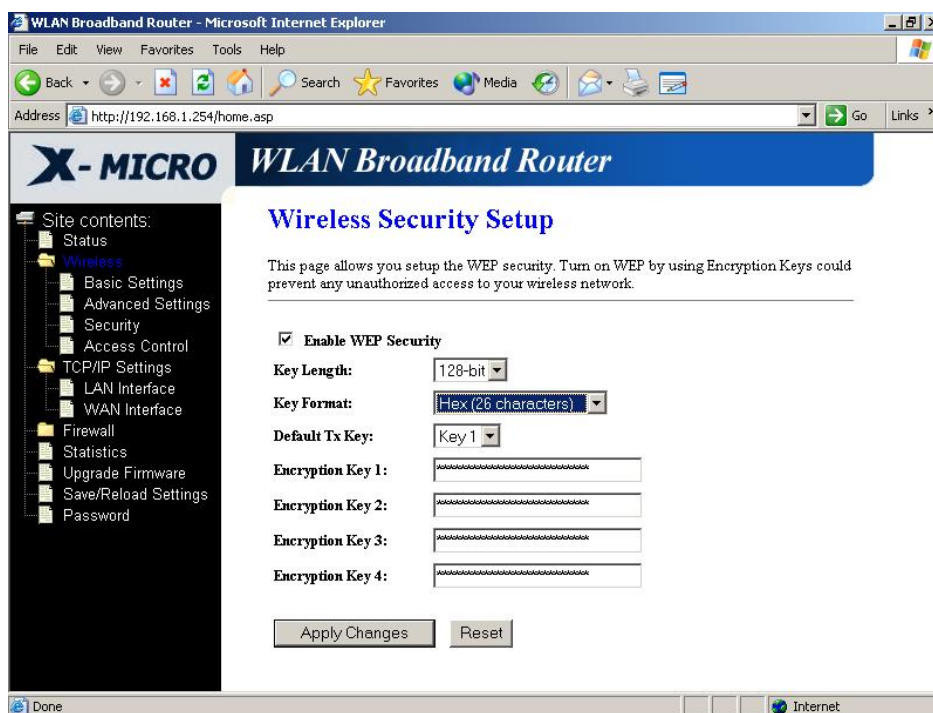 WLAN Broadband Router - Microsoft Internet Explorer
File Edit View Favorites Tools Help
Back Search Favorites Media
Address http://192.168.1.254/home.asp Go Links
X-MICRO WLAN Broadband Router
Site contents:
Status
Wireless
Basic Settings
Advanced Settings
Security
Access Control
TCP/IP Settings
LAN Interface
WAN Interface
Firewall
Statistics
Upgrade Firmware
Save/Reload Settings
Password
Wireless Security Setup
This page allows you setup the WEP security. Turn on WEP by using Encryption Keys could
prevent any unauthorized access to your wireless network.
Enable WEP Security
Key Length: 128-bit
Key Format: Hex (26 characters)
Default Tx Key: Key 1
Encryption Key 1: **************************
Encryption Key 2: **************************
Encryption Key 3: **************************
Encryption Key 4: **************************
Apply Changes Reset
Done Internet